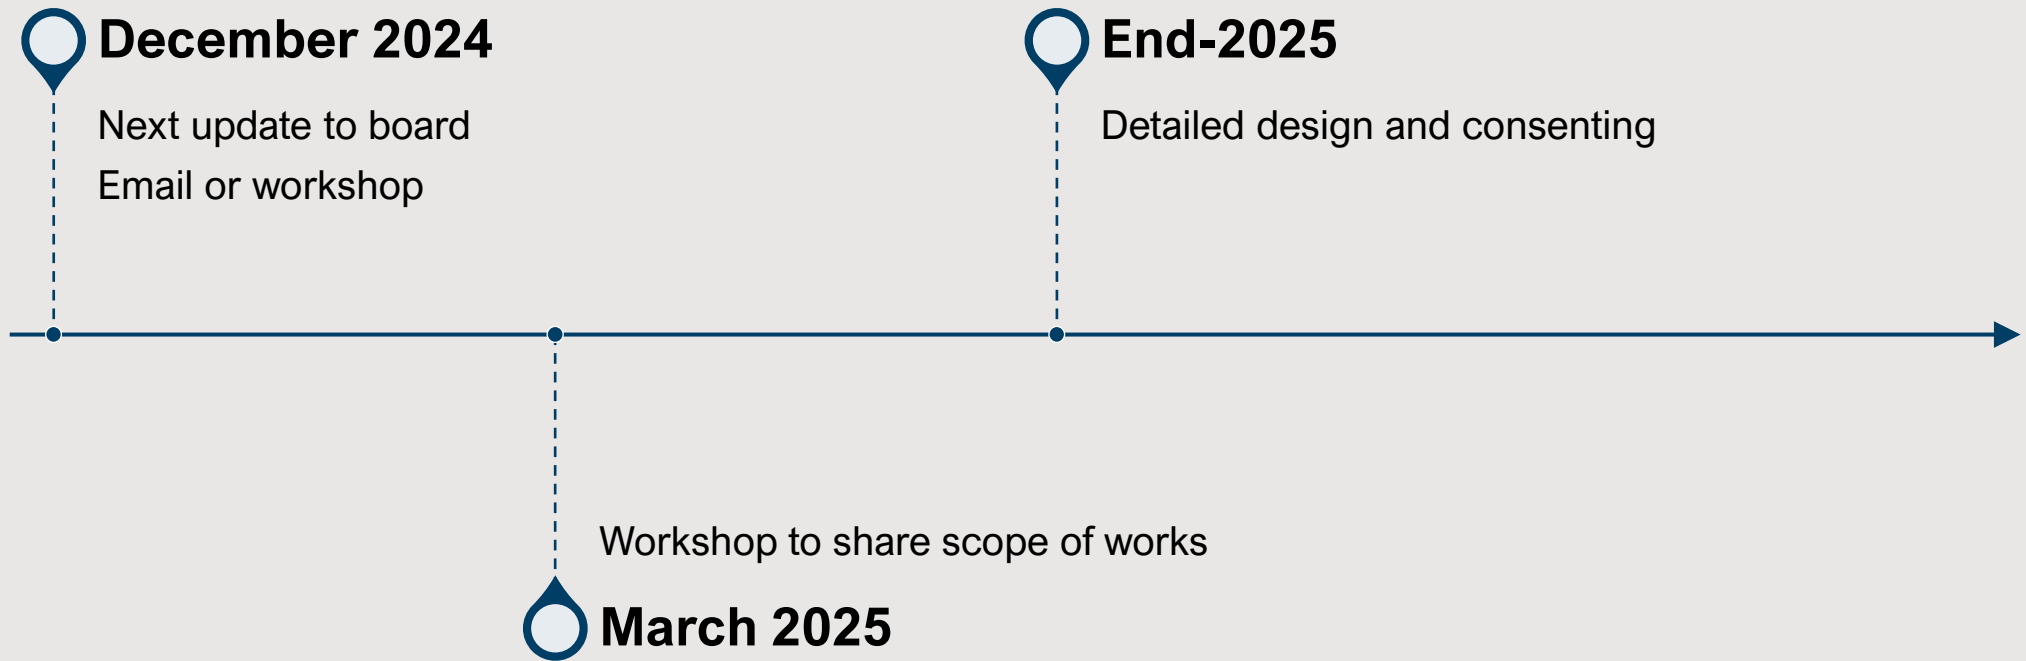 December 2024
Next update to board
Email or workshop
End-2025
Detailed design and consenting
Workshop to share scope of works
March 2025